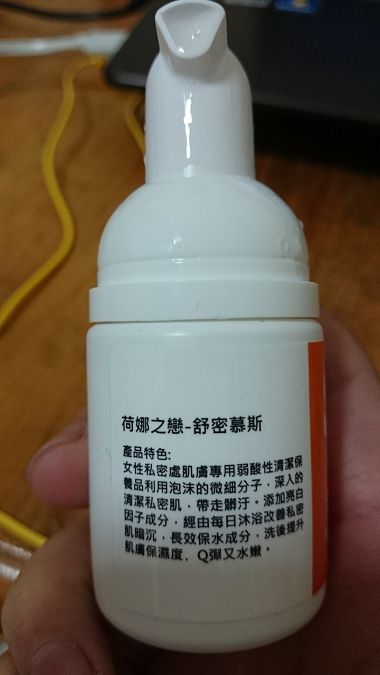 荷娜之戀-舒密慕斯
產品特色:
女性私密處肌膚專用弱酸性清潔保
養品利用泡沫的微細分子，深入的
清潔私密肌，帶走髒汙。添加亮白
因子成分，經由每日沐浴改善私密
肌暗沉，長效保水成分，洗後提升
肌膚保濕度、Q彈又水嫩。